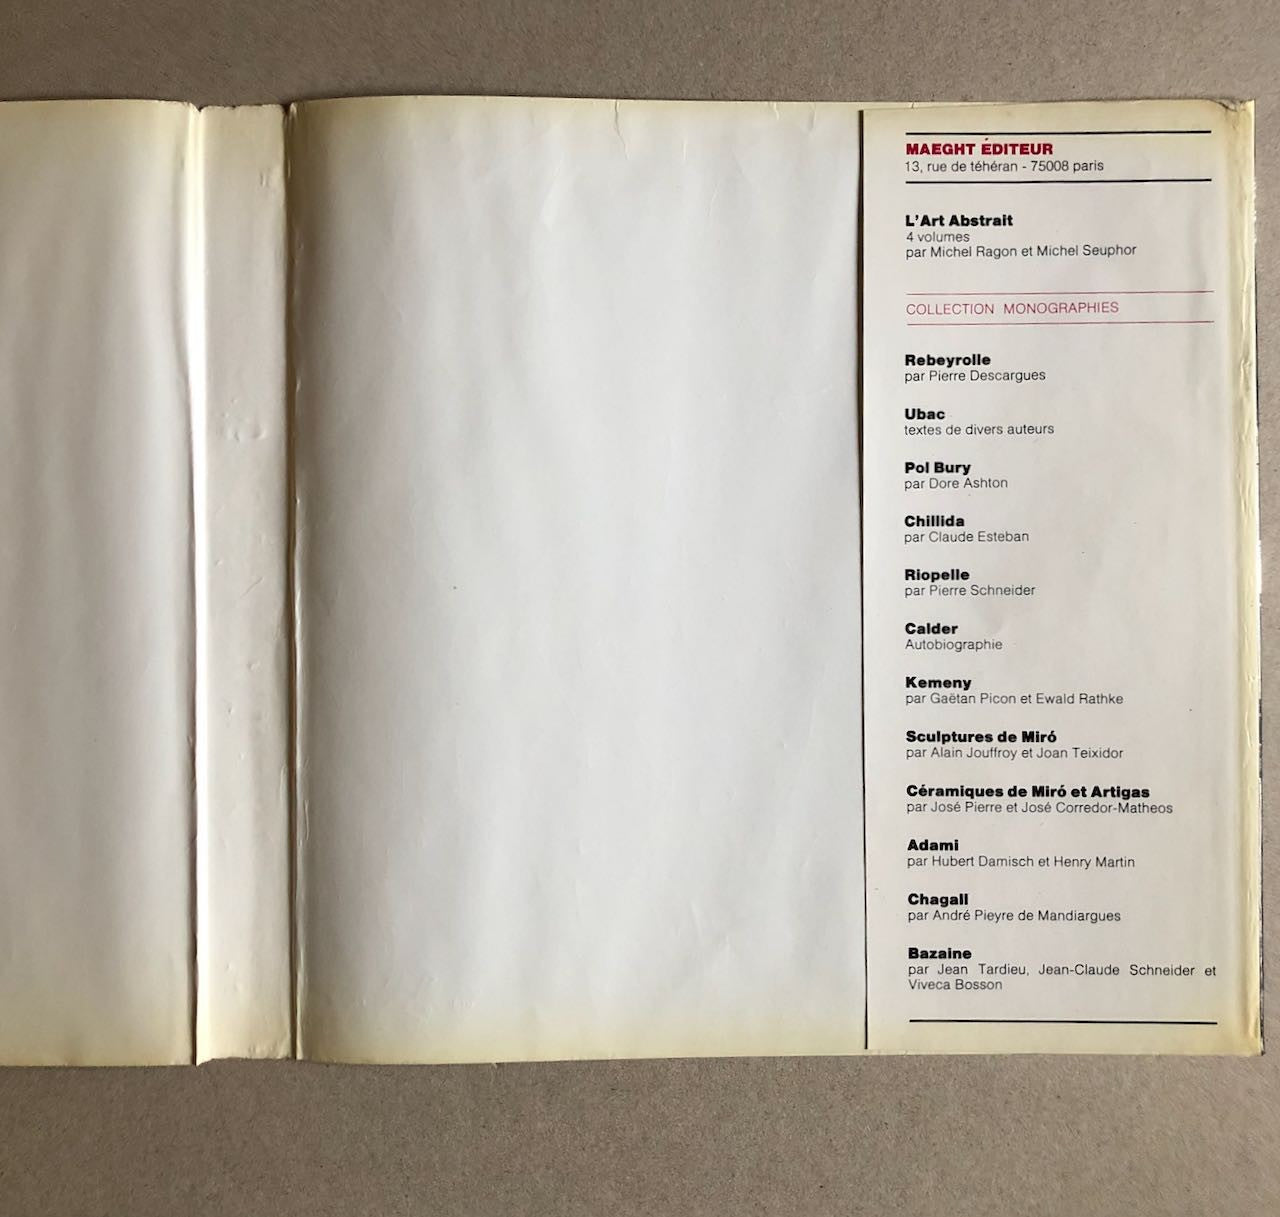 MAEGHT ÉDITEUR
13, rue de téhéran - 75008 paris
L'Art Abstrait
4 volumes
par Michel Ragon et Michel Seuphor
COLLECTION MONOGRAPHIES
Rebeyrolle
par Pierre Descargues
Ubac
textes de divers auteurs
Pol Bury
par Dore Ashton
Chillida
par Claude Esteban
Riopelle
par Pierre Schneider
Calder
Autobiographie
Kemeny
par Gaëtan Picon et Ewald Rathke
Sculptures de Miró
par Alain Jouffroy et Joan Teixidor
Céramiques de Miró et Artigas
par José Pierre et José Corredor-Matheos
Adami
par Hubert Damisch et Henry Martin
Chagall
par André Pieyre de Mandiargues
Bazaine
par Jean Tardieu, Jean-Claude Schneider et
Viveca Bosson